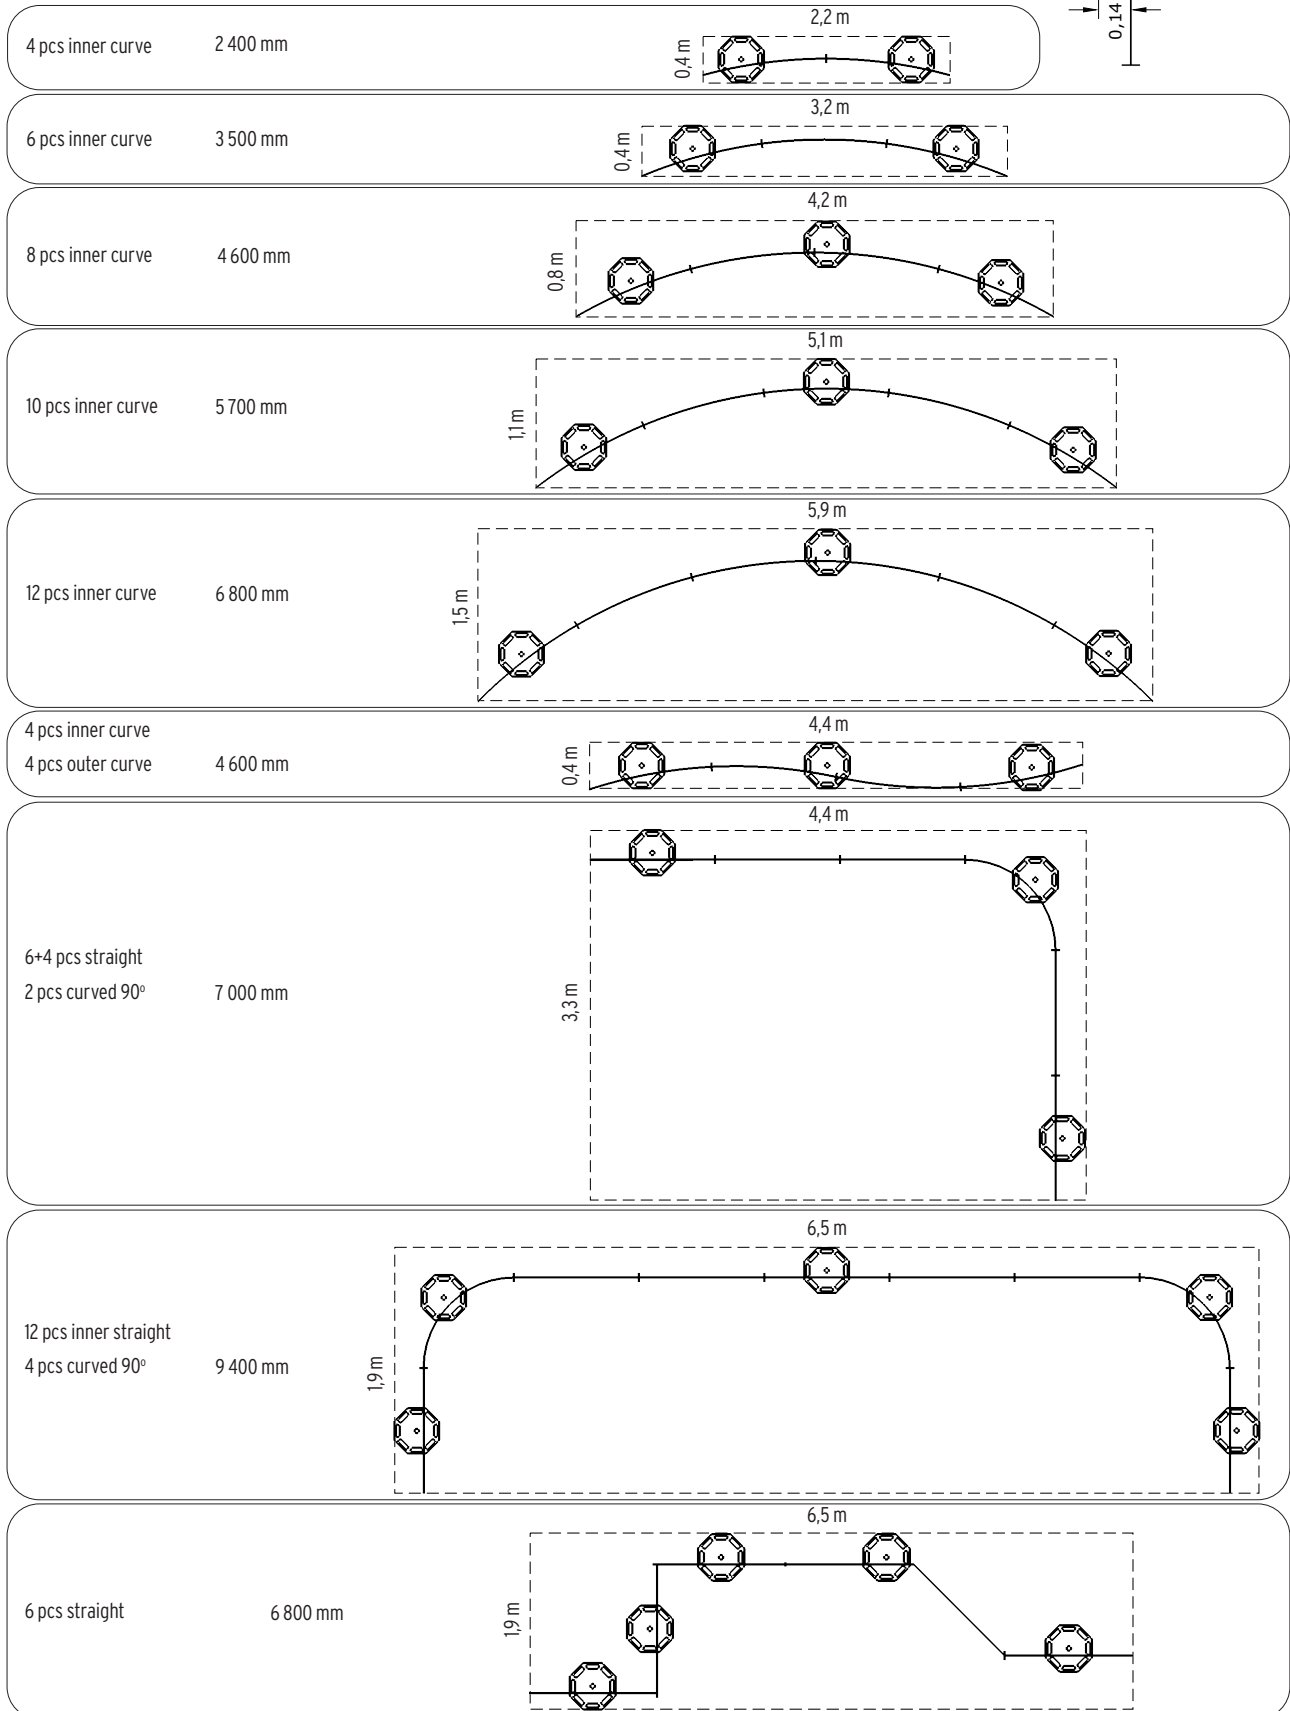 0,14
4 pcs inner curve 2 400 mm
2,2 m
0,4 m
6 pcs inner curve 3 500 mm
3,2 m
0,4 m
8 pcs inner curve 4 600 mm
4,2 m
0,8 m
10 pcs inner curve 5 700 mm
5,1 m
1,1 m
12 pcs inner curve 6 800 mm
5,9 m
1,5 m
4 pcs inner curve
4 pcs outer curve 4 600 mm
4,4 m
0,4 m
6+4 pcs straight
2 pcs curved 90º 7 000 mm
4,4 m
3,3 m
12 pcs inner straight
4 pcs curved 90º 9 400 mm
6,5 m
1,9 m
6 pcs straight 6 800 mm
6,5 m
1,9 m